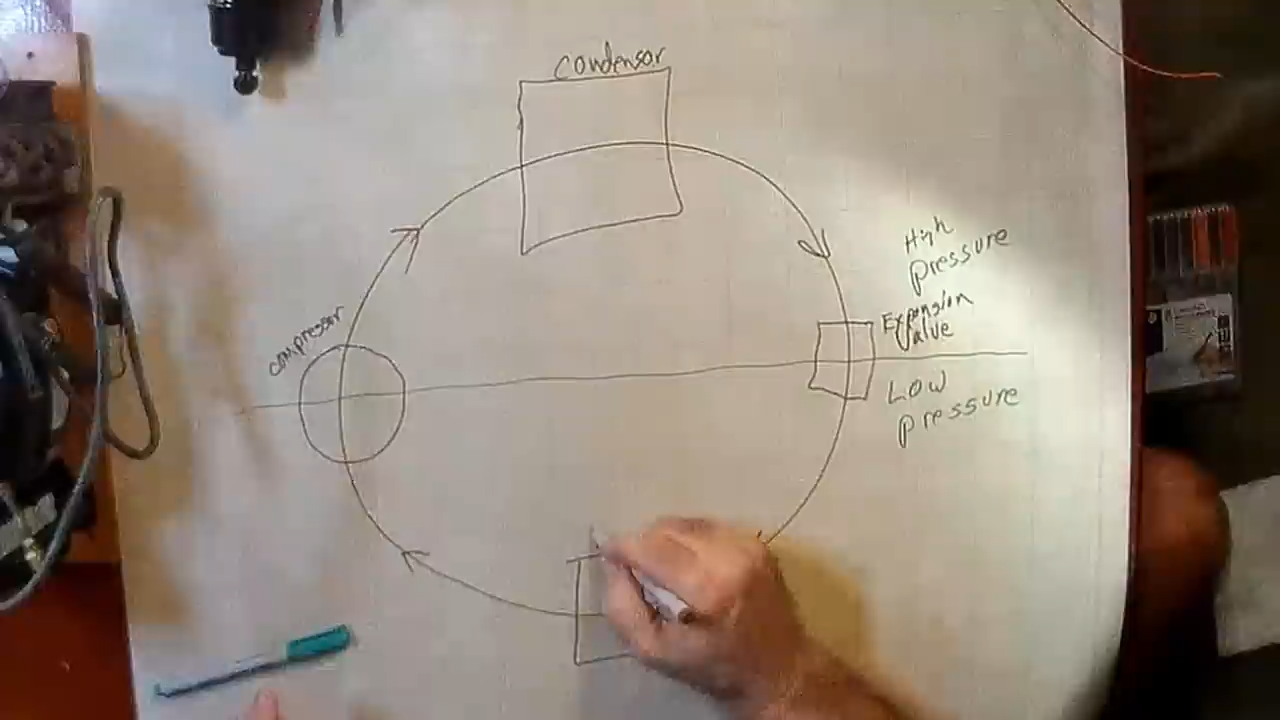 Condensor
High
pressure
compressor
Expansion
Valve
Low
pressure